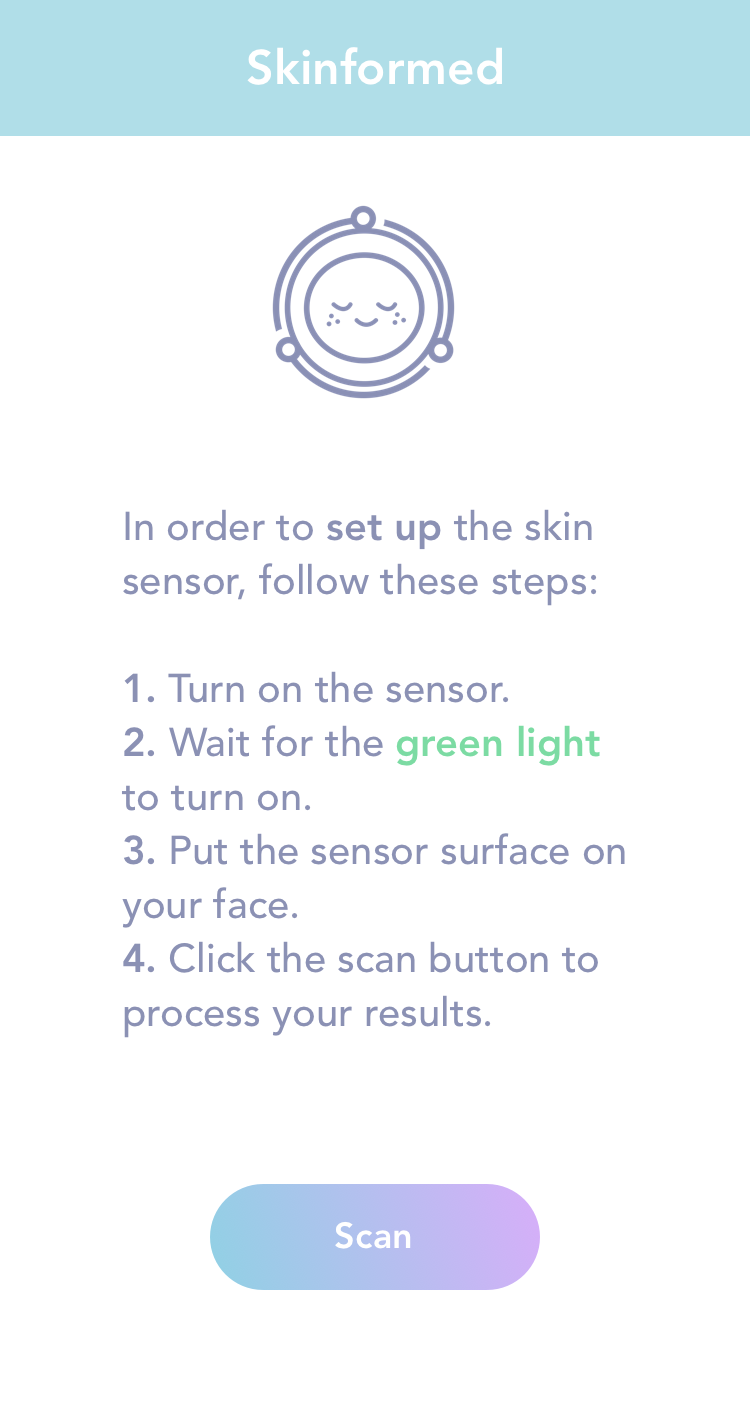 Skinformed
In order to set up the skin
sensor, follow these steps:
1. Turn on the sensor.
2. Wait for the green light
to turn on.
3. Put the sensor surface on
your face.
4. Click the scan button to
process your results.
Scan